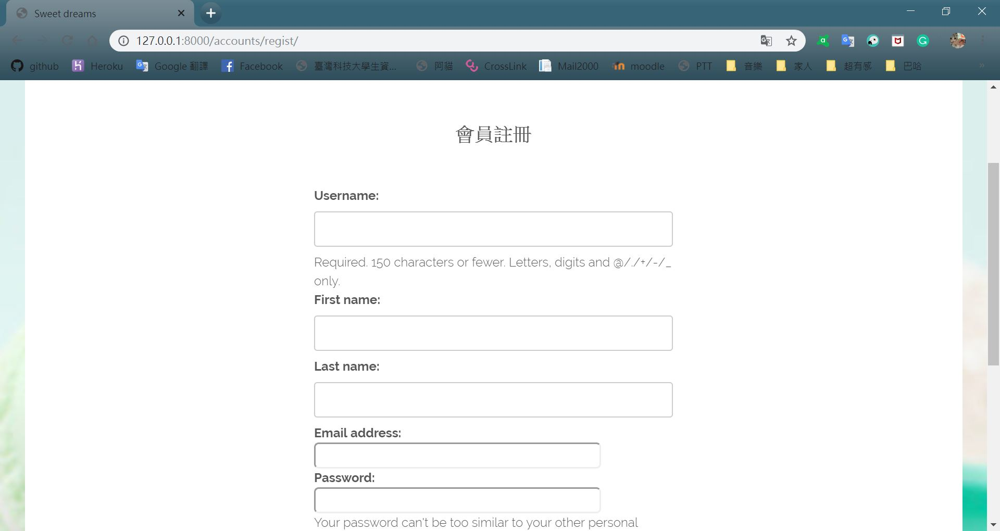 Sweet dreams
127.0.0.1:8000/accounts/regist/
github Heroku Google 翻譯 Facebook 臺灣科技大學生資... 阿貓 CrossLink Mail2000 moodle PTT 音樂 家人 超有感 巴哈 »
會員註冊
Username:
Required. 150 characters or fewer. Letters, digits and @/./+/-/_
only.
First name:
Last name:
Email address:
Password:
Your password can't be too similar to your other personal